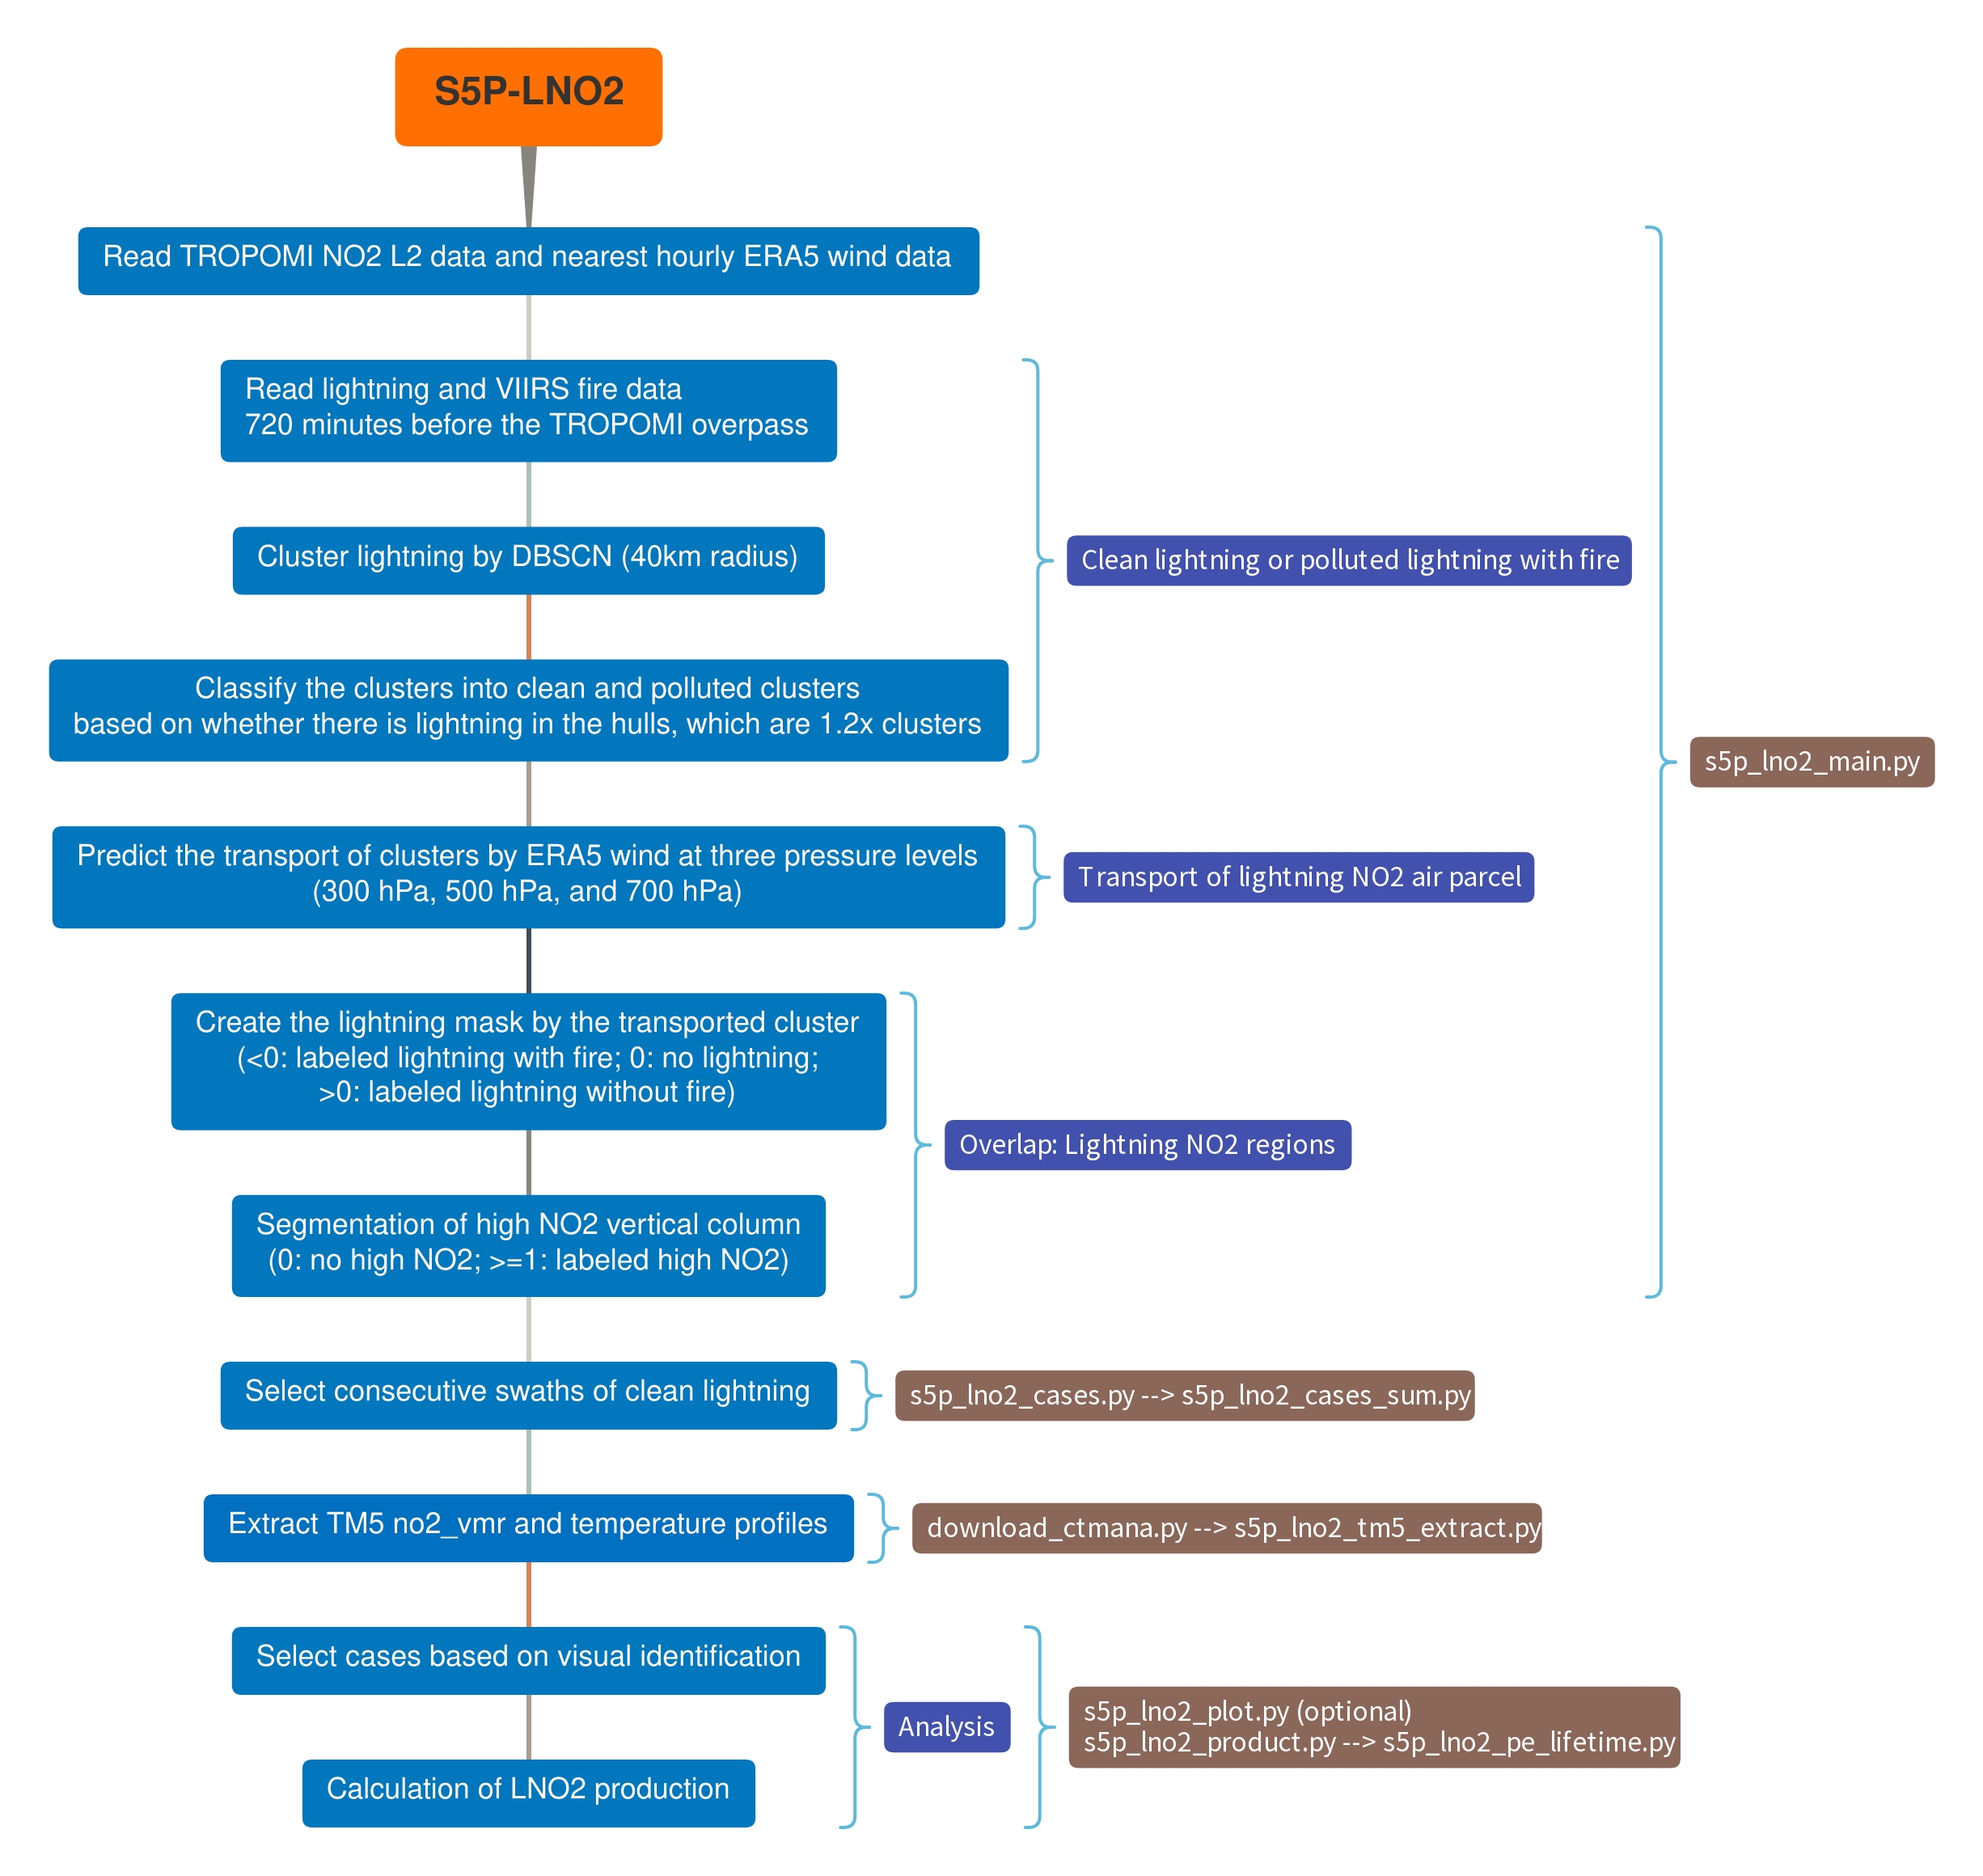 S5P-LNO2
Read TROPOMI NO2 L2 data and nearest hourly ERA5 wind data
Read lightning and VIIRS fire data
720 minutes before the TROPOMI overpass
Cluster lightning by DBSCN (40km radius)
Clean lightning or polluted lightning with fire
Classify the clusters into clean and polluted clusters
based on whether there is lightning in the hulls, which are 1.2x clusters
s5p_lno2_main.py
Predict the transport of clusters by ERA5 wind at three pressure levels
(300 hPa, 500 hPa, and 700 hPa)
Transport of lightning NO2 air parcel
Create the lightning mask by the transported cluster
(<0: labeled lightning with fire; 0: no lightning;
>0: labeled lightning without fire)
Overlap: Lightning NO2 regions
Segmentation of high NO2 vertical column
(0: no high NO2; >=1: labeled high NO2)
Select consecutive swaths of clean lightning
s5p_lno2_cases.py --> s5p_lno2_cases_sum.py
Extract TM5 no2_vmr and temperature profiles
download_ctmana.py --> s5p_lno2_tm5_extract.py
Select cases based on visual identification
Analysis
s5p_lno2_plot.py (optional)
s5p_lno2_product.py --> s5p_lno2_pe_lifetime.py
Calculation of LNO2 production